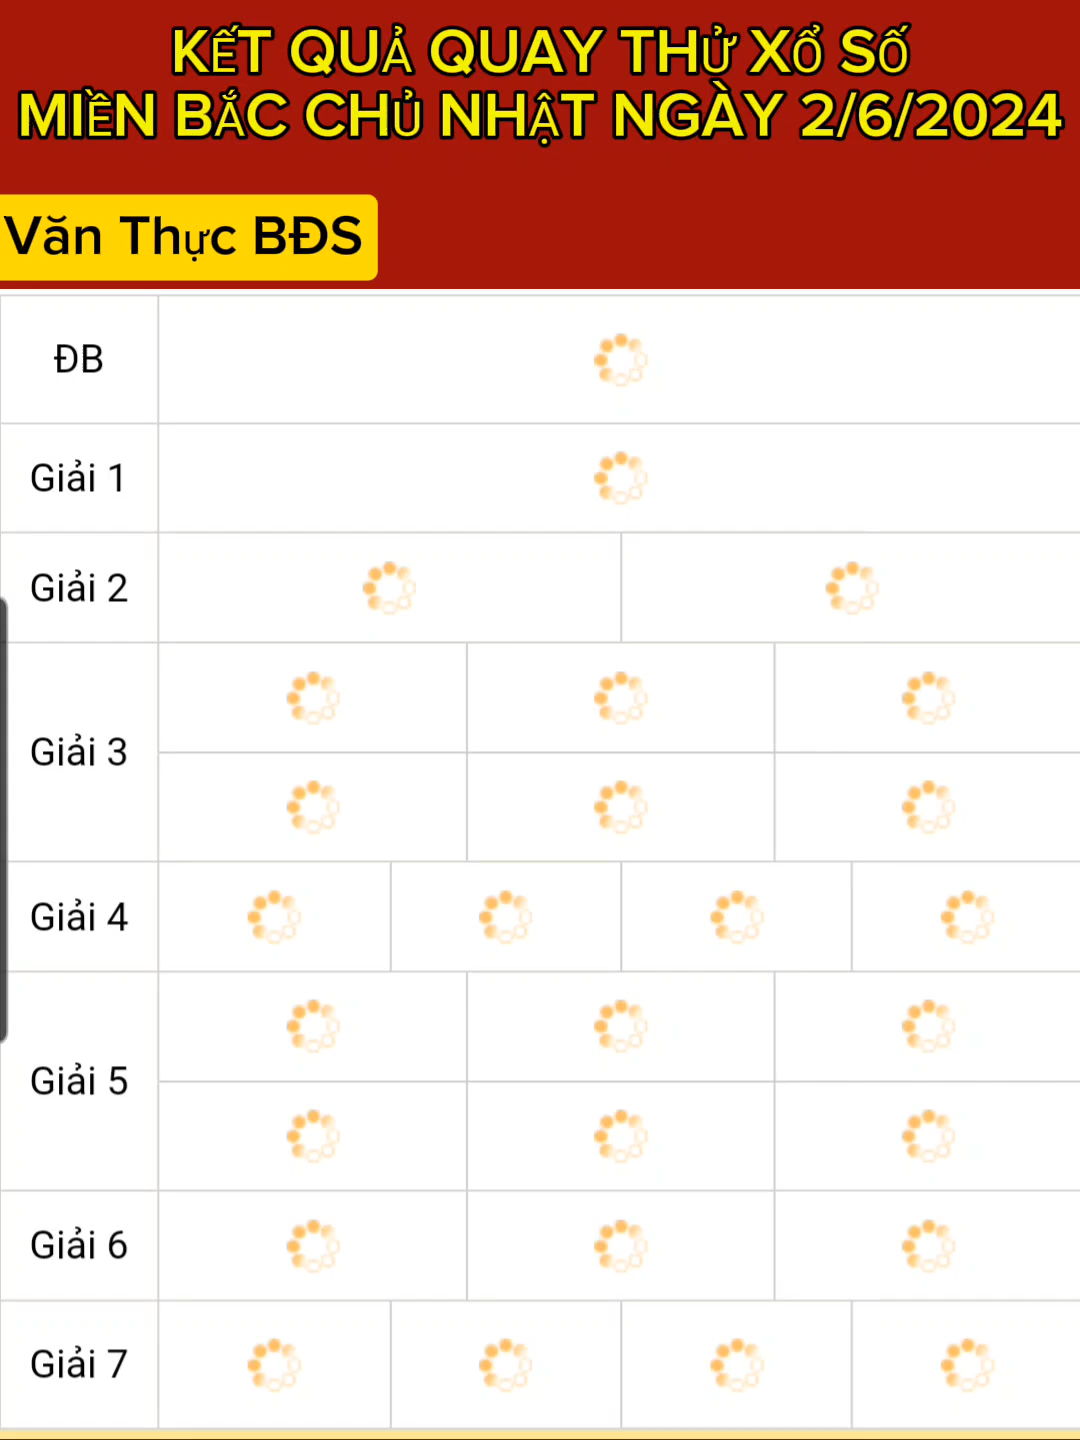 KẾT QUẢ QUAY THỬ XỔ SỐ
MIỀN BẮC CHỦ NHẬT NGÀY 2/6/2024
Văn Thực BĐS
ĐB
Giải 1
Giải 2
Giải 3
Giải 4
Giải 5
Giải 6
Giải 7